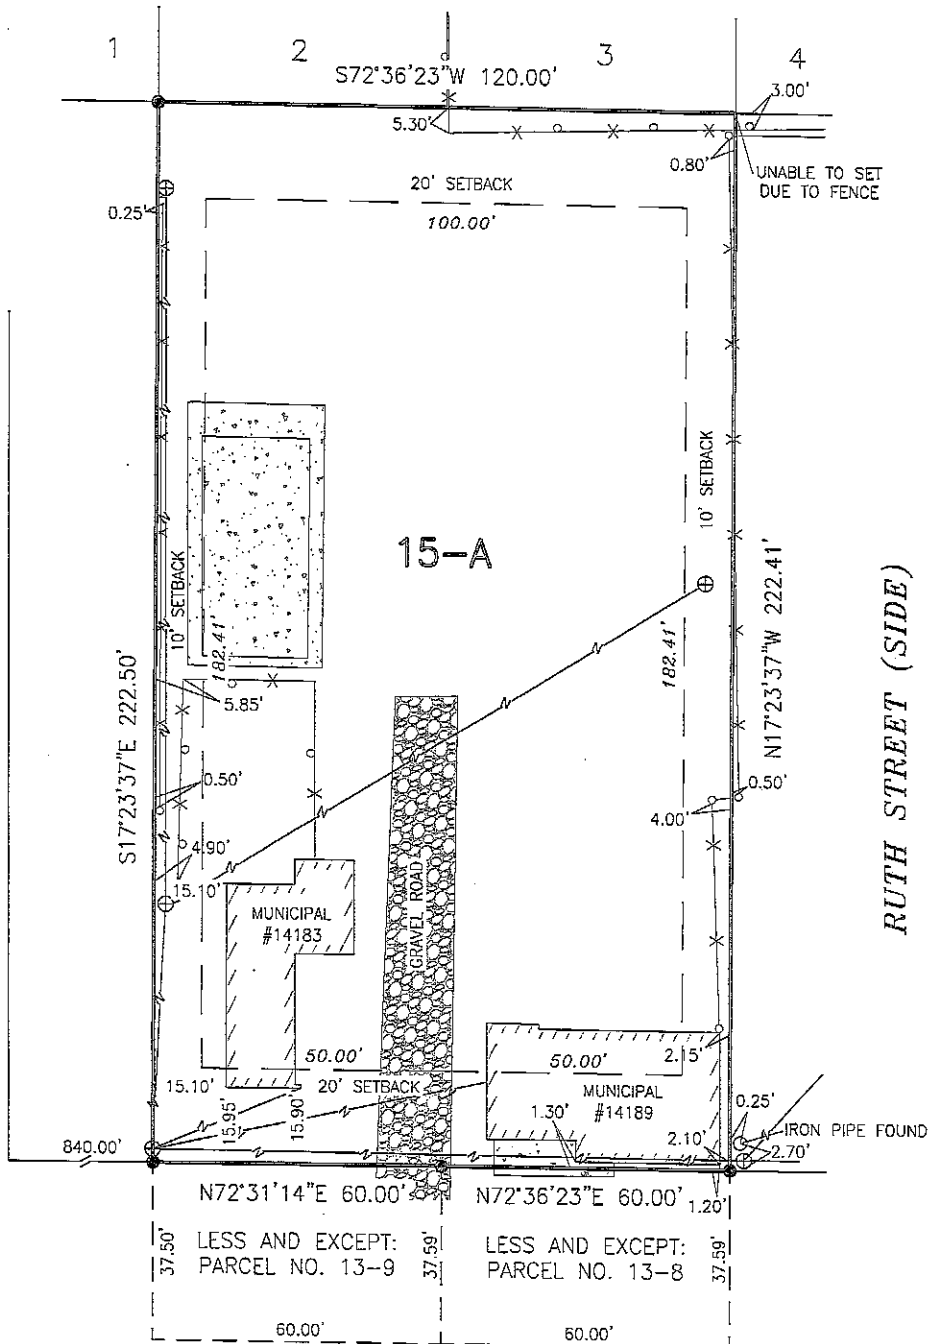 1
2
3
4
S72°36'23"W 120.00'
3.00'
5.30'
0.80'
UNABLE TO SET
DUE TO FENCE
20' SETBACK
0.25'
100.00'
10' SETBACK
15-A
10' SETBACK
182.41'
182.41'
N17°23'37"W 222.41'
RUTH STREET (SIDE)
S17°23'37"E 222.50'
5.85'
0.50'
0.50'
4.00'
4.90'
15.10'
MUNICIPAL
#14183
GRAVEL ROAD
50.00'
50.00'
2.15'
15.10'
20' SETBACK
MUNICIPAL
#14189
15.95'
15.90'
1.30'
0.25'
IRON PIPE FOUND
2.10'
2.70'
840.00'
N72°31'14"E 60.00'
N72°36'23"E 60.00'
1.20'
37.50'
LESS AND EXCEPT:
PARCEL NO. 13-9
37.59'
LESS AND EXCEPT:
PARCEL NO. 13-8
37.59'
60.00'
60.00'